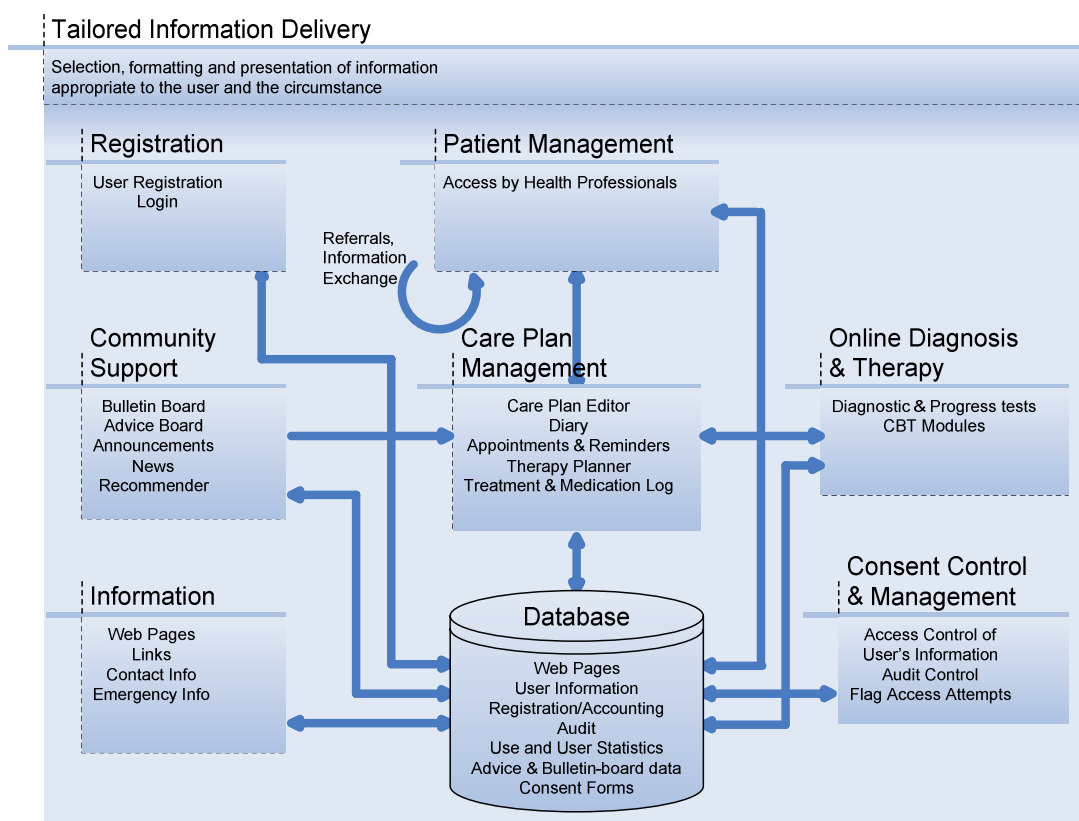 Tailored Information Delivery
Selection, formatting and presentation of information
appropriate to the user and the circumstance
Registration
User Registration
Login
Patient Management
Access by Health Professionals
Referrals,
Information
Exchange
Community
Support
Bulletin Board
Advice Board
Announcements
News
Recommender
Care Plan
Management
Care Plan Editor
Diary
Appointments & Reminders
Therapy Planner
Treatment & Medication Log
Online Diagnosis
& Therapy
Diagnostic & Progress tests
CBT Modules
Information
Web Pages
Links
Contact Info
Emergency Info
Database
Web Pages
User Information
Registration/Accounting
Audit
Use and User Statistics
Advice & Bulletin-board data
Consent Forms
Consent Control
& Management
Access Control of
User's Information
Audit Control
Flag Access Attempts